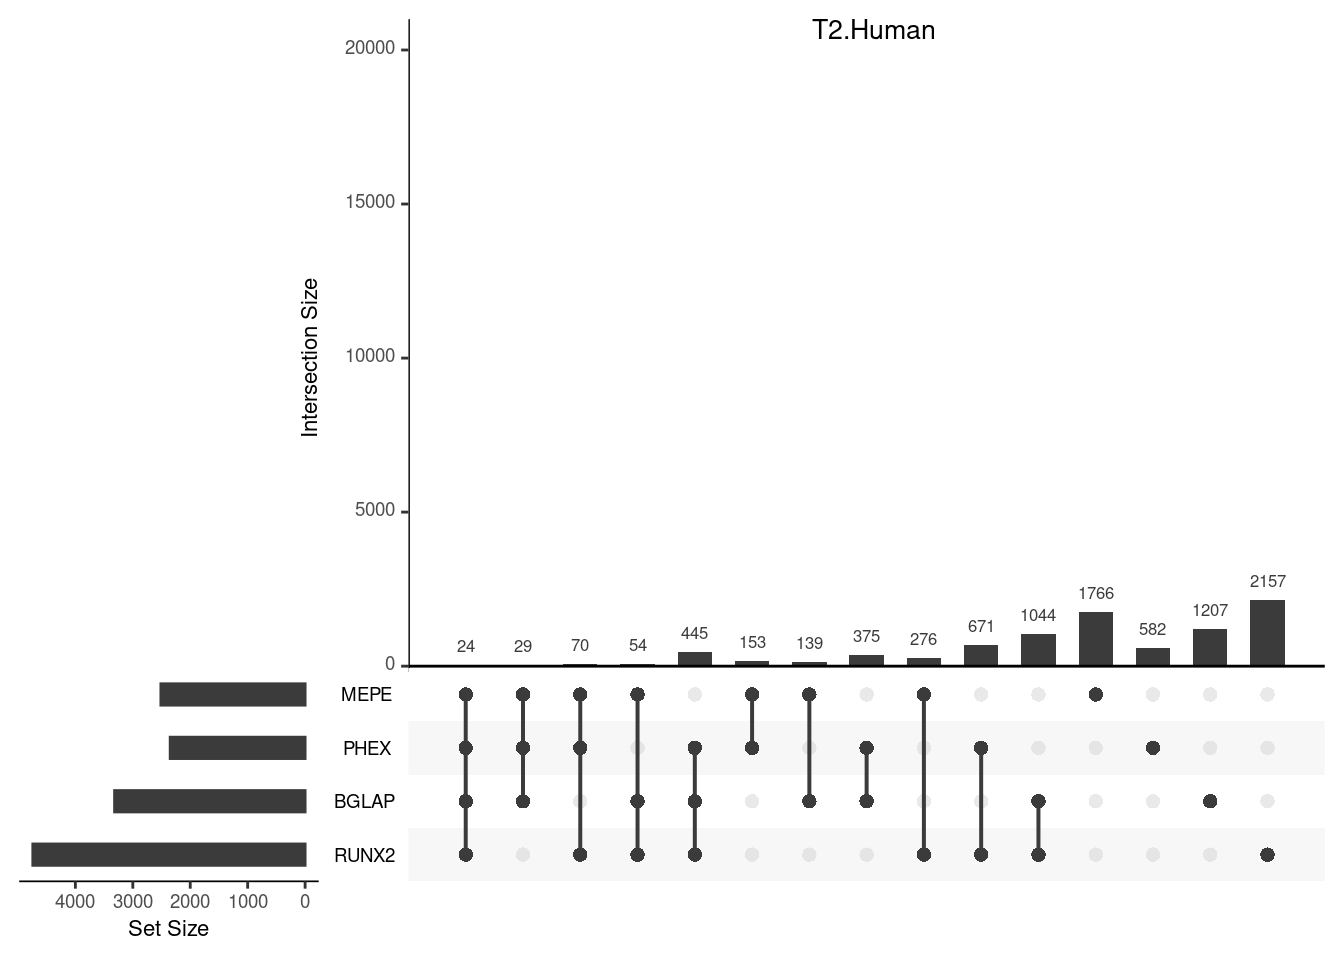 T2.Human
20000
15000
10000
5000
0
Intersection Size
24 29 70 54 445 153 139 375 276 671 1044 1766 582 1207 2157
MEPE
PHEX
BGLAP
RUNX2
4000 3000 2000 1000 0
Set Size